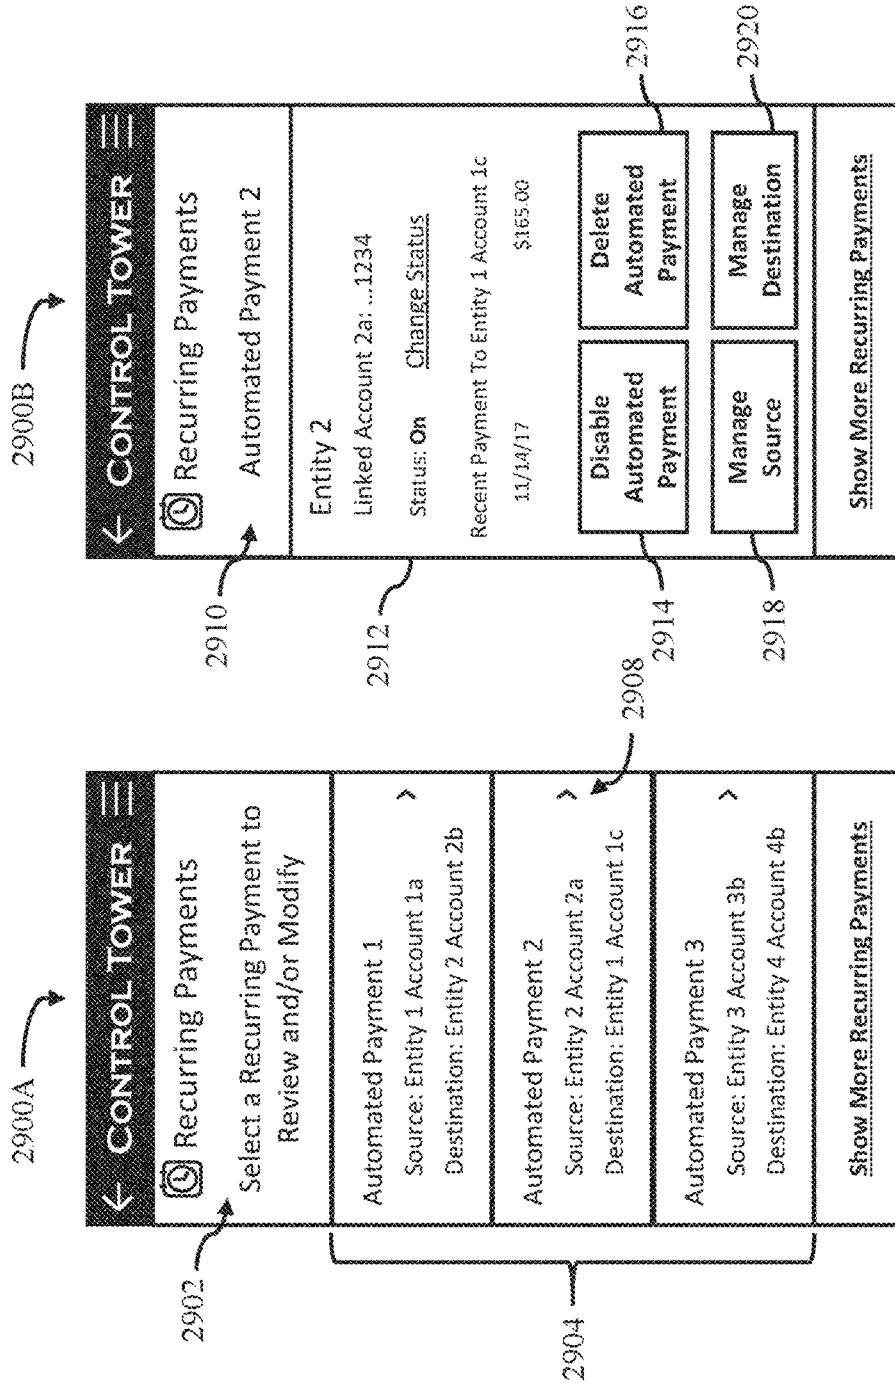 2900A
CONTROL TOWER
Recurring Payments
2902
Select a Recurring Payment to
Review and/or Modify
2904
Automated Payment 1
Source: Entity 1 Account 1a
Destination: Entity 2 Account 2b
Automated Payment 2
Source: Entity 2 Account 2a
Destination: Entity 1 Account 1c
2908
Automated Payment 3
Source: Entity 3 Account 3b
Destination: Entity 4 Account 4b
Show More Recurring Payments
2900B
CONTROL TOWER
Recurring Payments
2910
Automated Payment 2
2912
Entity 2
Linked Account 2a: ...1234
Status: On Change Status
Recent Payment To Entity 1 Account 1c
11/14/17 $165.00
2914
Disable
Automated
Payment
2916
Delete
Automated
Payment
2918
Manage
Source
2920
Manage
Destination
Show More Recurring Payments